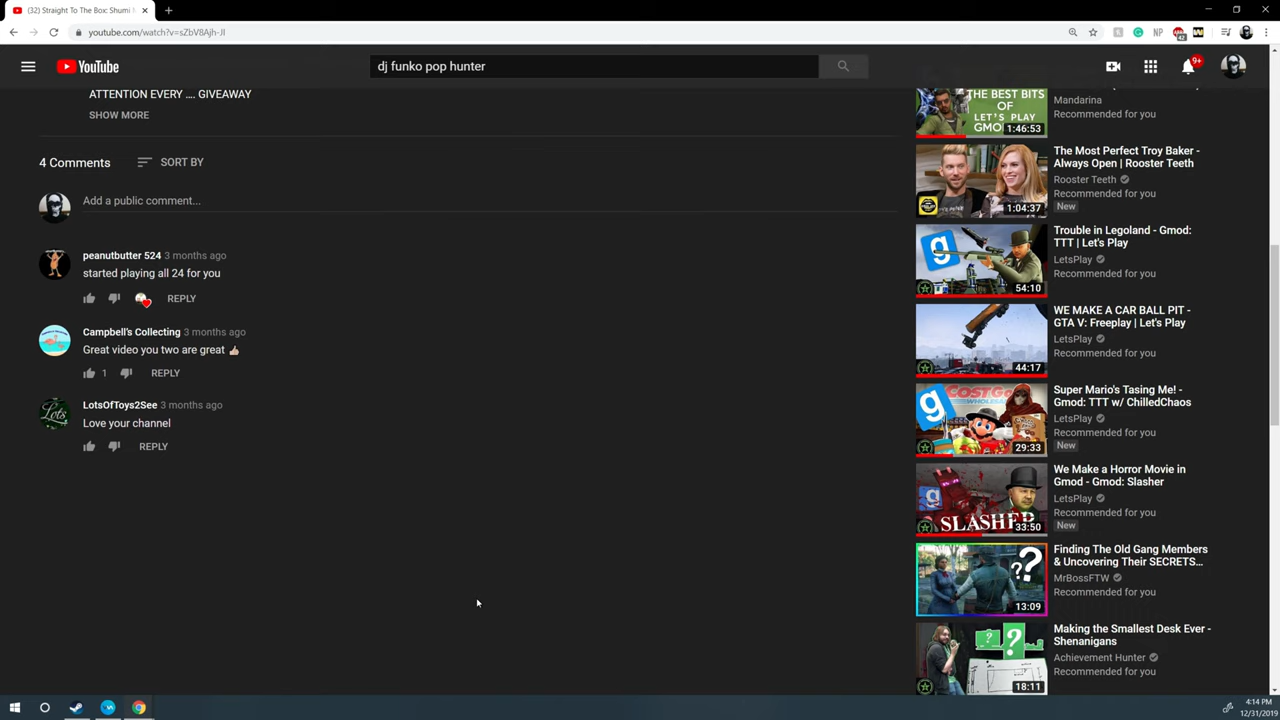 (32) Straight To The Box: Shumi M
youtube.com/watch?v=sZbV8Ajh-JI
NP
42
YouTube
dj funko pop hunter
9+
ATTENTION EVERY .... GIVEAWAY
SHOW MORE
4 Comments
SORT BY
Add a public comment...
peanutbutter 524 3 months ago
started playing all 24 for you
REPLY
Campbell's Collecting 3 months ago
Great video you two are great 👍🏼
1
REPLY
LotsOfToys2See 3 months ago
Love your channel
REPLY
THE BEST BITS
OF
LET'S PLAY
GMOD
1:46:53
Mandarina
Recommended for you
1:04:37
The Most Perfect Troy Baker -
Always Open | Rooster Teeth
Rooster Teeth
Recommended for you
New
54:10
Trouble in Legoland - Gmod:
TTT | Let's Play
LetsPlay
Recommended for you
44:17
WE MAKE A CAR BALL PIT -
GTA V: Freeplay | Let's Play
LetsPlay
Recommended for you
29:33
Super Mario's Tasing Me! -
Gmod: TTT w/ ChilledChaos
LetsPlay
Recommended for you
New
SLASHER
33:50
We Make a Horror Movie in
Gmod - Gmod: Slasher
LetsPlay
Recommended for you
New
??
13:09
Finding The Old Gang Members
& Uncovering Their SECRETS...
MrBossFTW
Recommended for you
18:11
Making the Smallest Desk Ever -
Shenanigans
Achievement Hunter
Recommended for you
4:14 PM
12/31/2019